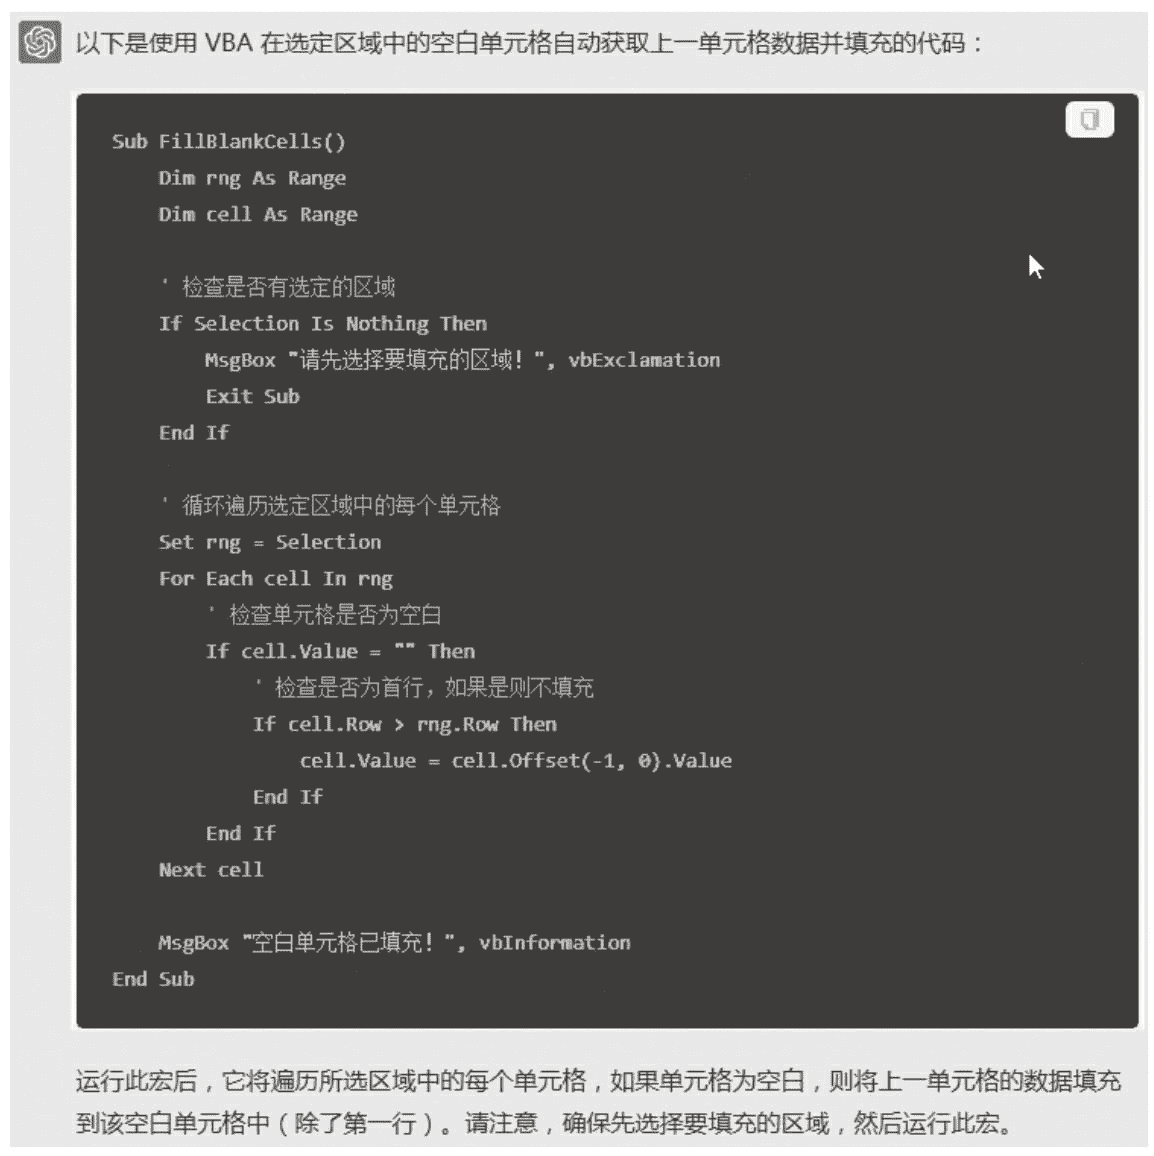 以下是使用 VBA 在选定区域中的空白单元格自动获取上一单元格数据并填充的代码：
Sub FillBlankCells()
    Dim rng As Range
    Dim cell As Range
    ' 检查是否有选定的区域
    If Selection Is Nothing Then
        MsgBox "请先选择要填充的区域！", vbExclamation
        Exit Sub
    End If
    ' 循环遍历选定区域中的每个单元格
    Set rng = Selection
    For Each cell In rng
        ' 检查单元格是否为空白
        If cell.Value = "" Then
            ' 检查是否为首行，如果是则不填充
            If cell.Row > rng.Row Then
                cell.Value = cell.Offset(-1, 0).Value
            End If
        End If
    Next cell
    MsgBox "空白单元格已填充！", vbInformation
End Sub
运行此宏后，它将遍历所选区域中的每个单元格，如果单元格为空白，则将上一单元格的数据填充
到该空白单元格中（除了第一行）。请注意，确保先选择要填充的区域，然后运行此宏。